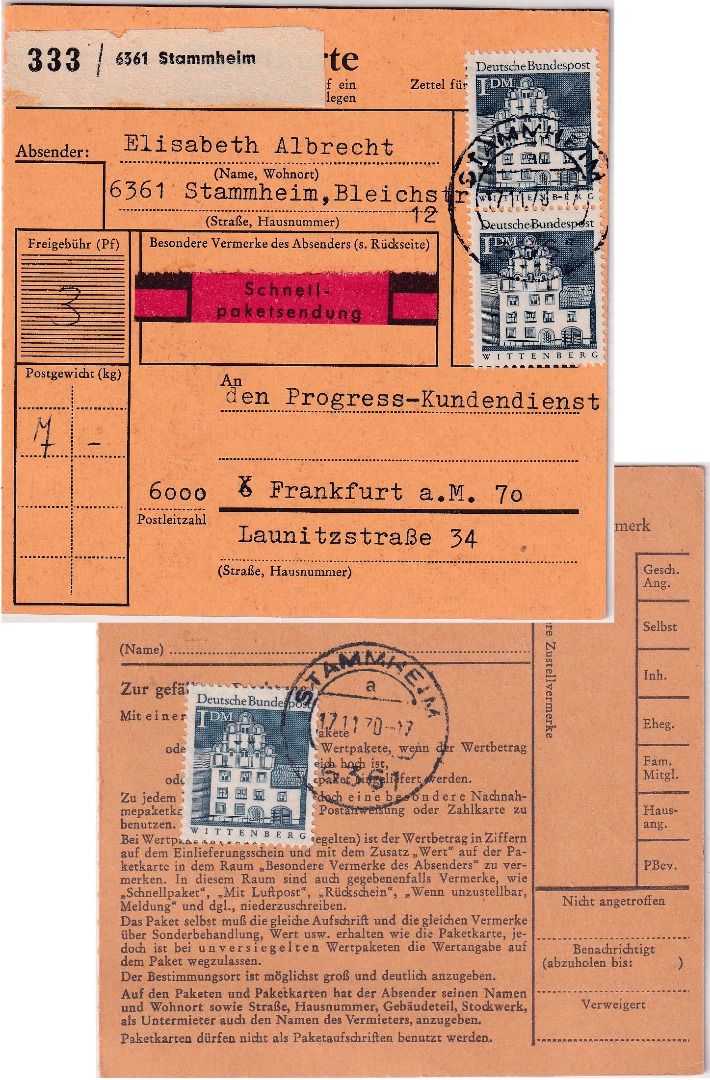 333 / 6361 Stammheim
rte
f ein
legen
Zettel für
Deutsche Bundespost
1 DM
WITTENBERG
STAMMHEIM
Deutsche Bundespost
1 DM
WITTENBERG
Absender:
Elisabeth Albrecht
(Name, Wohnort)
6361 Stammheim, Bleichstr
12
(Straße, Hausnummer)
Freigebühr (Pf)
3
Besondere Vermerke des Absenders (s. Rückseite)
Schnell-
paketsendung
Postgewicht (kg)
7 –
An
den Progress-Kundendienst
6000 Frankfurt a.M. 70
Postleitzahl
Launitzstraße 34
(Straße, Hausnummer)
merk
Gesch.
Ang.
Selbst
Inh.
Eheg.
Fam.
Mitgl.
Haus-
ang.
PBev.
re Zustellvermerke
Nicht angetroffen
Benachrichtigt
(abzuholen bis: )
Verweigert
(Name)
STAMMHEIM
a
17.11.70-17
6361
Deutsche Bundespost
1 DM
WITTENBERG
Zur gefäl
Mit einer
akete
ode
Wertpakete, wenn der Wertbetrag
eich hoch ist,
ode
paket eingeliefert werden.
Zu jedem
doch eine besondere Nachnah-
mepaketka
Postanweisung oder Zahlkarte zu
benutzen.
Bei Wertp
egelten) ist der Wertbetrag in Ziffern
auf dem Einlieferungsschein und mit dem Zusatz „Wert“ auf der Pa-
ketkarte in dem Raum „Besondere Vermerke des Absenders“ zu ver-
merken. In diesem Raum sind auch gegebenenfalls Vermerke, wie
„Schnellpaket“, „Mit Luftpost“, „Rückschein“, „Wenn unzustellbar,
Meldung“ und dgl., niederzuschreiben.
Das Paket selbst muß die gleiche Aufschrift und die gleichen Vermerke
über Sonderbehandlung, Wert usw. erhalten wie die Paketkarte, je-
doch ist bei unversiegelten Wertpaketen die Wertangabe auf
dem Paket wegzulassen.
Der Bestimmungsort ist möglichst groß und deutlich anzugeben.
Auf den Paketen und Paketkarten hat der Absender seinen Namen
und Wohnort sowie Straße, Hausnummer, Gebäudeteil, Stockwerk,
als Untermieter auch den Namen des Vermieters, anzugeben.
Paketkarten dürfen nicht als Paketaufschriften benutzt werden.